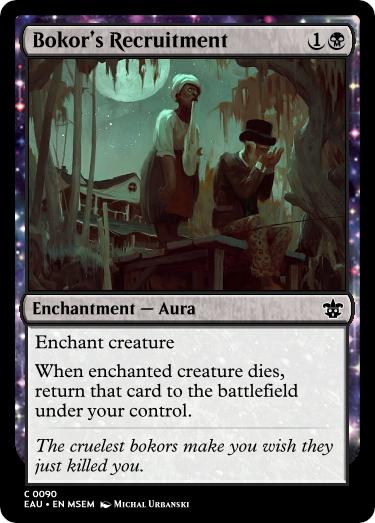 Bokor's Recruitment 1
Enchantment — Aura
Enchant creature
When enchanted creature dies,
return that card to the battlefield
under your control.
The cruelest bokors make you wish they
just killed you.
C 0090
EAU • EN MSEM Michal Urbanski